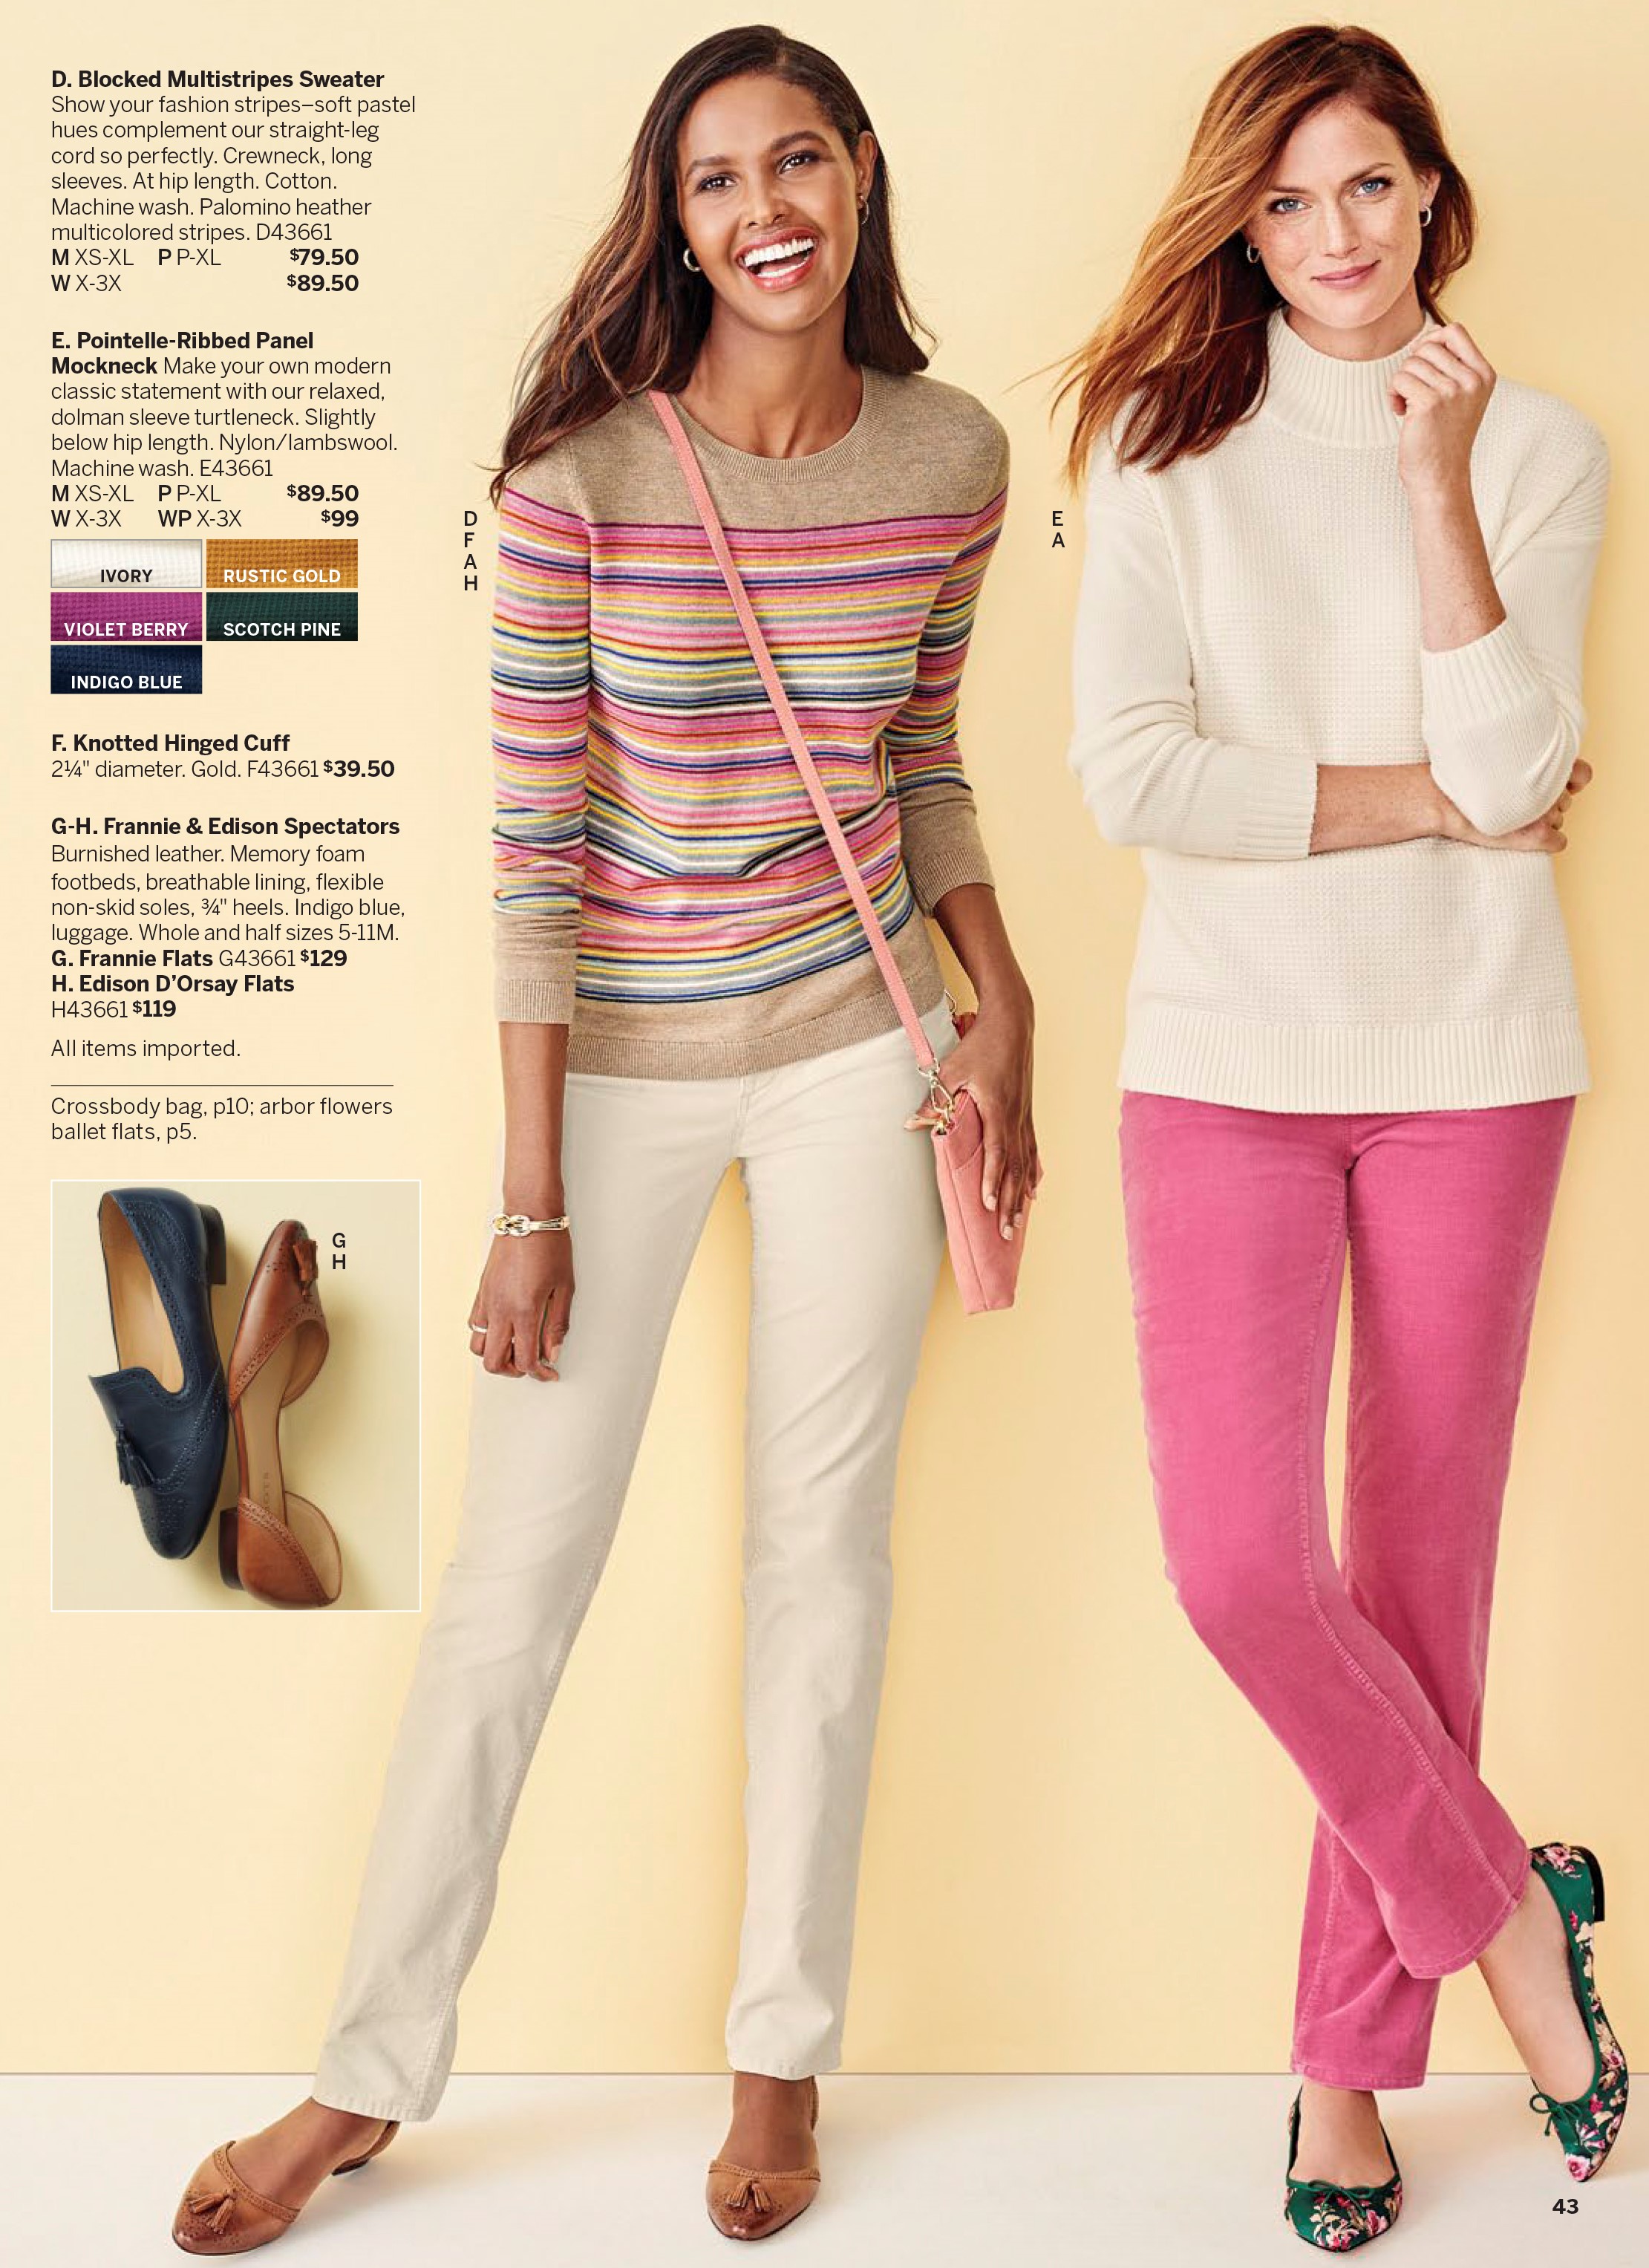 D. Blocked Multistripes Sweater
Show your fashion stripes–soft pastel
hues complement our straight-leg
cord so perfectly. Crewneck, long
sleeves. At hip length. Cotton.
Machine wash. Palomino heather
multicolored stripes. D43661
M XS-XL P P-XL $79.50
W X-3X $89.50
E. Pointelle-Ribbed Panel
Mockneck Make your own modern
classic statement with our relaxed,
dolman sleeve turtleneck. Slightly
below hip length. Nylon/lambswool.
Machine wash. E43661
M XS-XL P P-XL $89.50
W X-3X WP X-3X $99
IVORY RUSTIC GOLD
VIOLET BERRY SCOTCH PINE
INDIGO BLUE
F. Knotted Hinged Cuff
2¼" diameter. Gold. F43661 $39.50
G-H. Frannie & Edison Spectators
Burnished leather. Memory foam
footbeds, breathable lining, flexible
non-skid soles, ¾" heels. Indigo blue,
luggage. Whole and half sizes 5-11M.
G. Frannie Flats G43661 $129
H. Edison D’Orsay Flats
H43661 $119
All items imported.
Crossbody bag, p10; arbor flowers
ballet flats, p5.
G
H
D
F
A
H
E
A
43